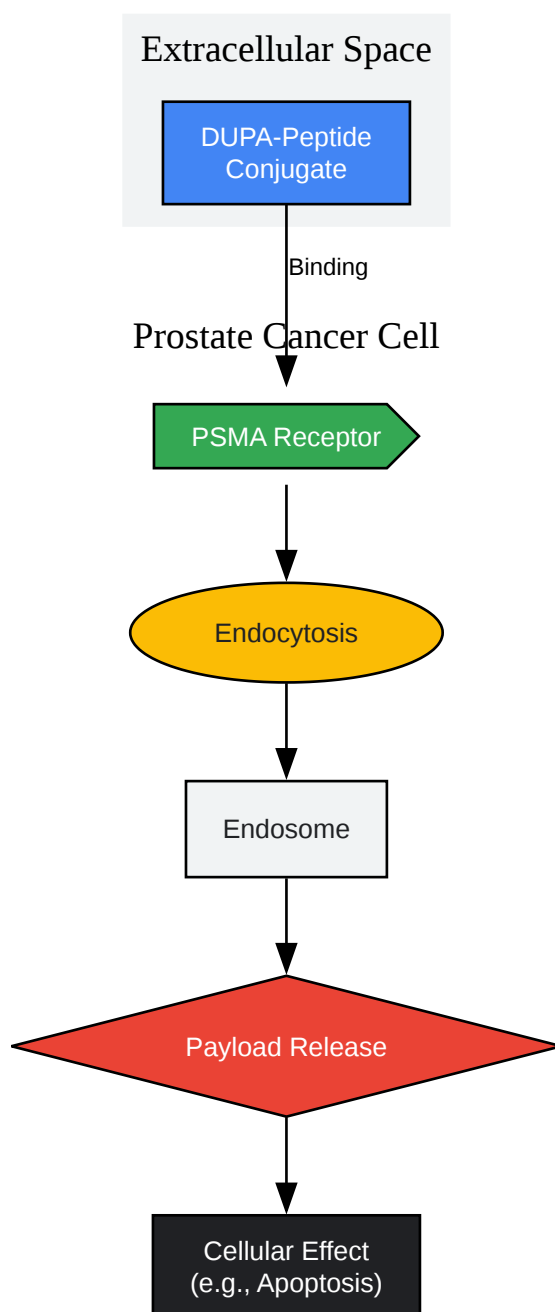 Extracellular Space
DUPA-Peptide
Conjugate
Binding
Prostate Cancer Cell
PSMA Receptor
Endocytosis
Endosome
Payload Release
Cellular Effect
(e.g., Apoptosis)